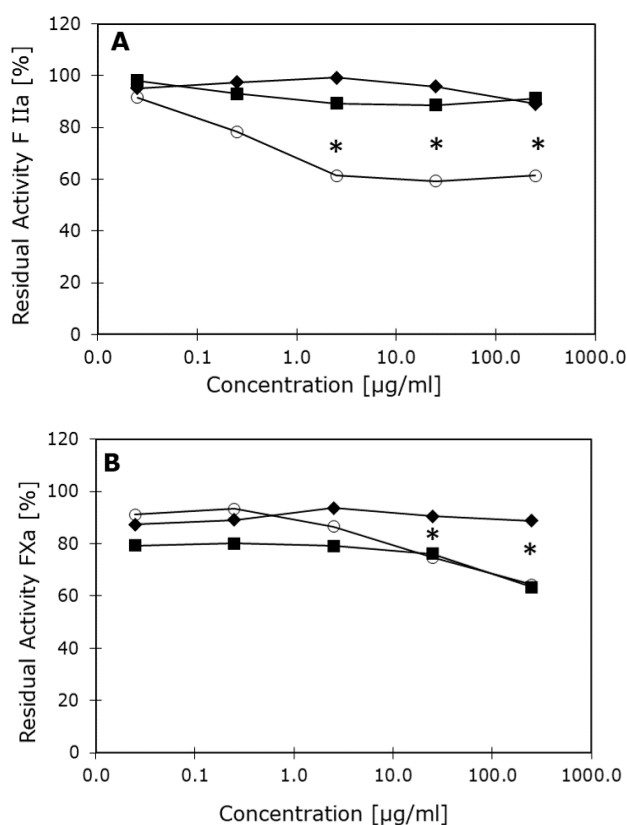 A
Residual Activity F IIa [%]
120
100
80
60
40
20
0
* * *
0.0 0.1 1.0 10.0 100.0 1000.0
Concentration [µg/ml]
B
Residual Activity FXa [%]
120
100
80
60
40
20
0
* *
0.0 0.1 1.0 10.0 100.0 1000.0
Concentration [µg/ml]